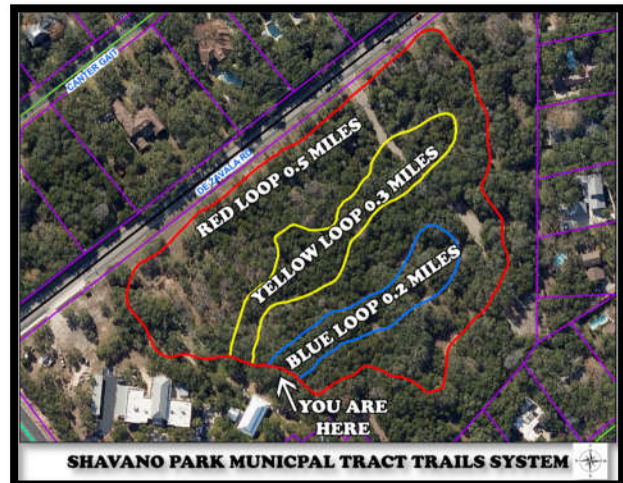 CANTER GAIT
DE ZAVALA RD
RED LOOP 0.5 MILES
YELLOW LOOP 0.3 MILES
BLUE LOOP 0.2 MILES
YOU ARE
HERE
SHAVANO PARK MUNICPAL TRACT TRAILS SYSTEM